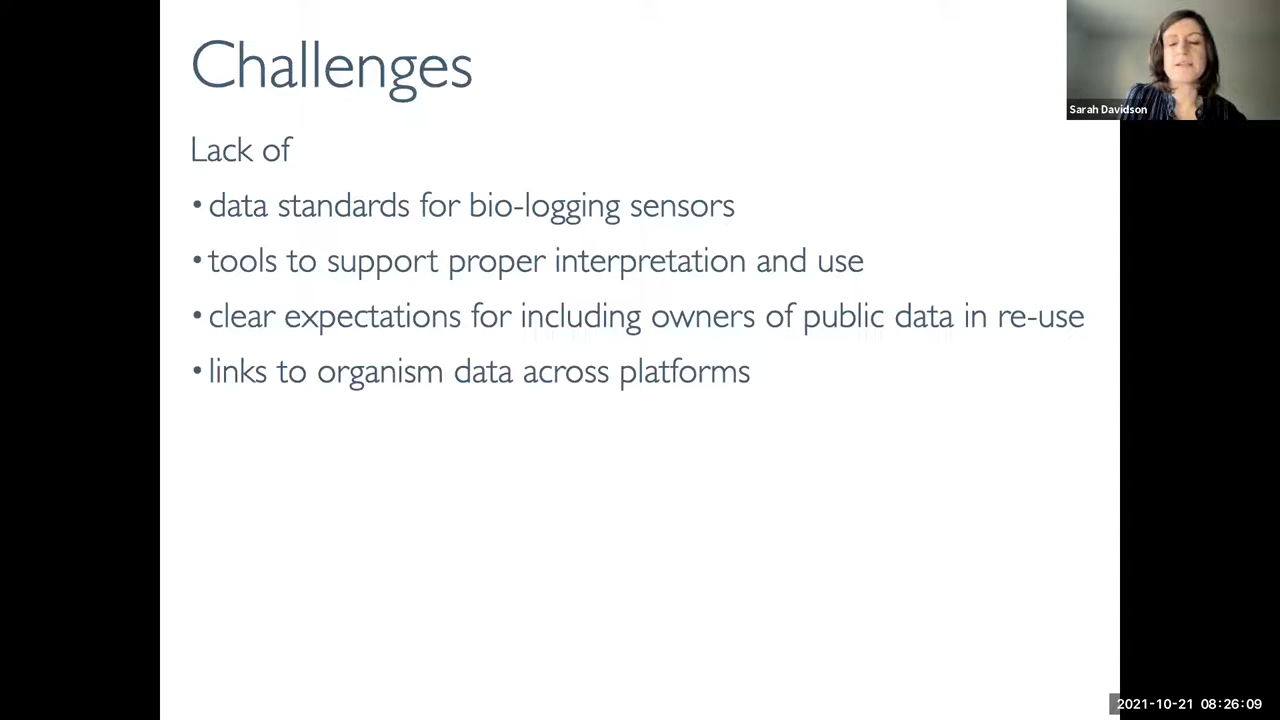 Challenges
Sarah Davidson
Lack of
•data standards for bio-logging sensors
•tools to support proper interpretation and use
•clear expectations for including owners of public data in re-use
•links to organism data across platforms
2021-10-21 08:26:09